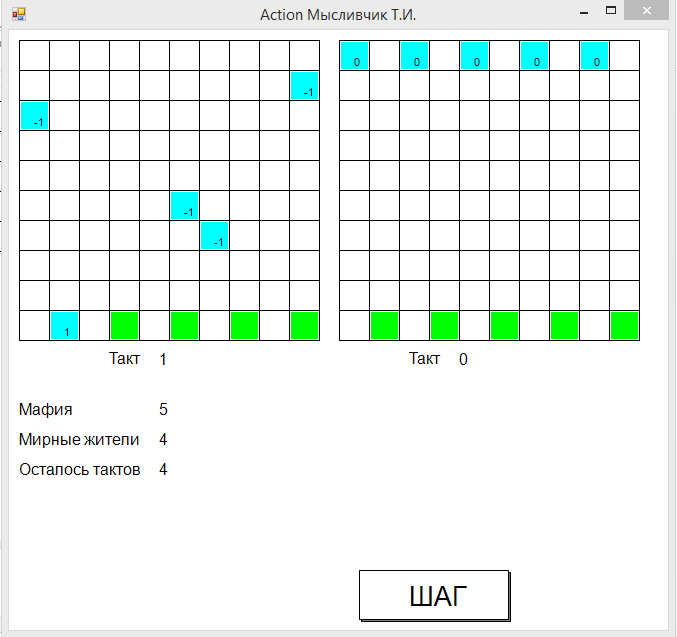 Action Мысливчик Т.И.
0 0 0 0 0
-1
-1
-1
-1
1
Такт 1 Такт 0
Мафия 5
Мирные жители 4
Осталось тактов 4
ШАГ